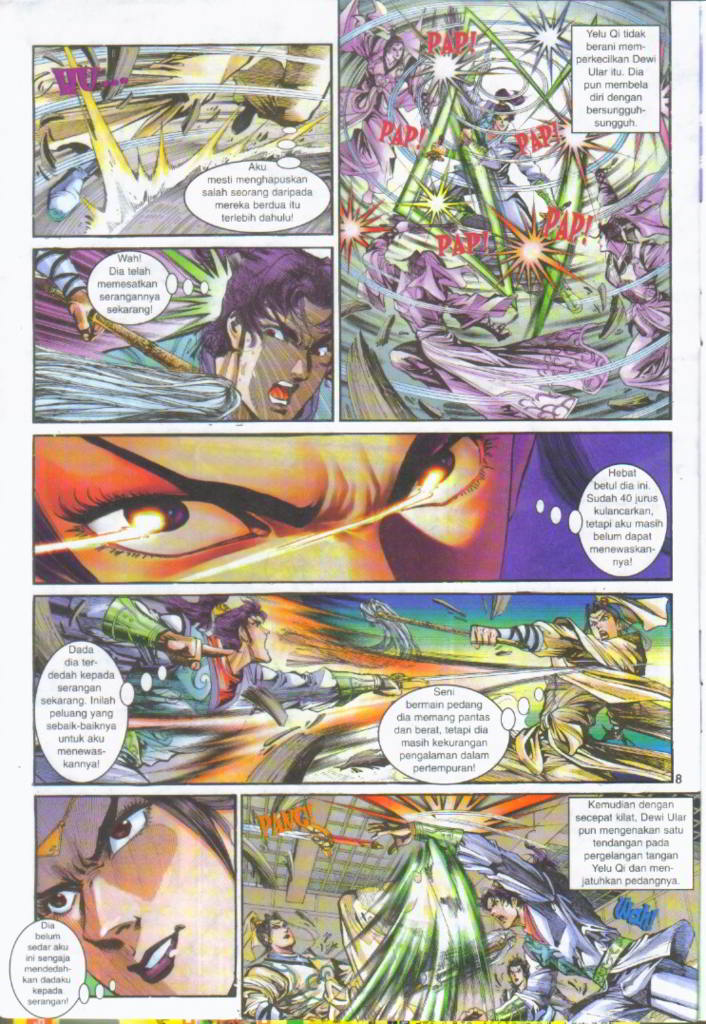 WU...
Aku
mesti menghapuskan
salah seorang daripada
mereka berdua itu
terlebih dahulu!
Yelu Qi tidak
berani mem-
perkecilkan Dewi
Ular itu. Dia
pun membela
diri dengan
bersungguh-
sungguh.
PAP!
PAP!
PAP!
PAP!
PAP!
Wah!
Dia telah
memesatkan
serangannya
sekarang!
Hebat
betul dia ini.
Sudah 40 jurus
kulancarkan,
tetapi aku masih
belum dapat
menewaskan-
nya!
Dada
dia ter-
dedah kepada
serangan
sekarang. Inilah
peluang yang
sebaik-baiknya
untuk aku
menewas-
kannya!
Seni
bermain pedang
dia memang pantas
dan berat, tetapi dia
masih kekurangan
pengalaman dalam
pertempuran!
8
Dia
belum
sedar aku
ini sengaja
mendedah-
kan dadaku
kepada
serangan!
PANG!
Kemudian dengan
secepat kilat, Dewi Ular
pun mengenakan satu
tendangan pada
pergelangan tangan
Yelu Qi dan men-
jatuhkan pedangnya.
Wah!